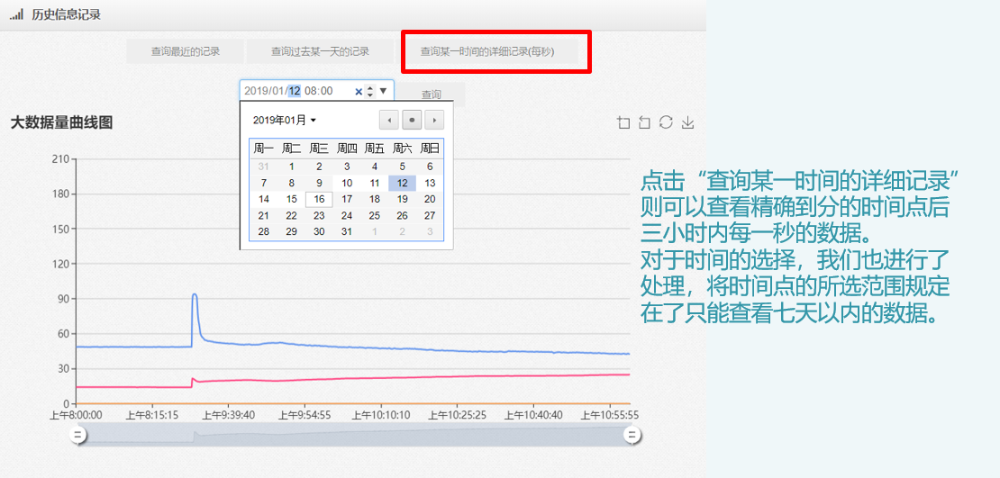 历史信息记录
查询最近的记录 查询过去某一天的记录 查询某一时间的详细记录(每秒)
2019/01/12 08:00
查询
大数据量曲线图
2019年01月
周一 周二 周三 周四 周五 周六 周日
31 1 2 3 4 5 6
7 8 9 10 11 12 13
14 15 16 17 18 19 20
21 22 23 24 25 26 27
28 29 30 31 1 2 3
210
180
150
120
90
60
30
0
上午8:00:00 上午8:15:15 上午9:39:40 上午9:54:55 上午10:10:10 上午10:25:25 上午10:40:40 上午10:55:55
点击“查询某一时间的详细记录”
则可以查看精确到分的时间点后
三小时内每一秒的数据。
对于时间的选择，我们也进行了
处理，将时间点的所选范围规定
在了只能查看七天以内的数据。